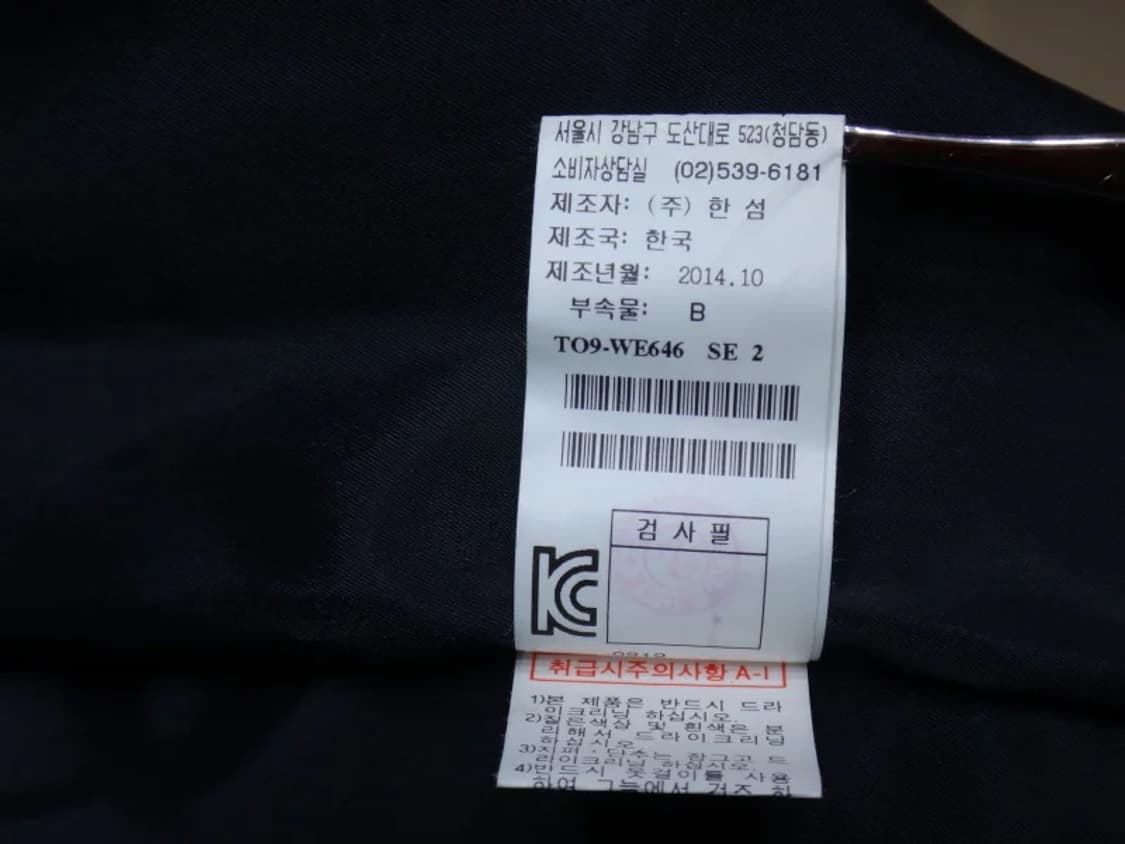 서울시 강남구 도산대로 523(청담동)
소비자상담실 (02)539-6181
제조자: (주) 한 섬
제조국: 한국
제조년월: 2014.10
부속물: B
TO9-WE646 SE 2
검 사 필
KC
취급시주의사항 A-1
1)본 제품은 반드시 드라
이크리닝 하십시오.
2)짙은색상 및 흰색은 분
리해서 드라이크리닝
하십시오
3)지퍼·단추는 잠그고 드
라이크리닝 하십시오.
4)반드시 옷걸이를 사용
하여 그늘에서 건조 하